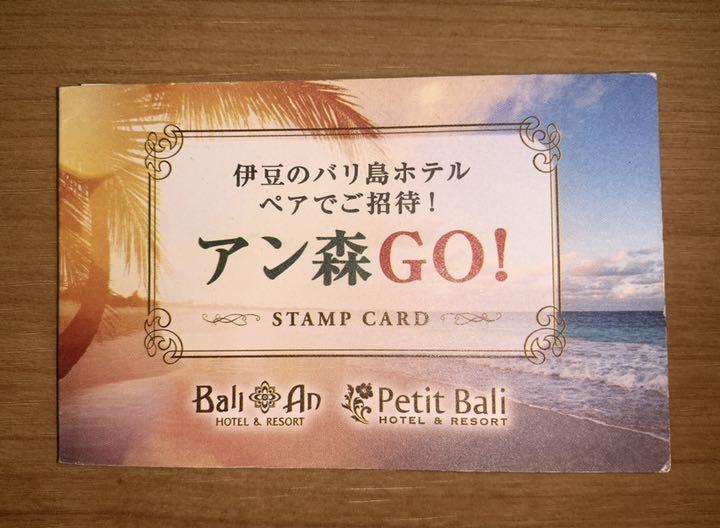 伊豆のバリ島ホテル
ペアでご招待！
アン森GO!
STAMP CARD
Bali An
HOTEL & RESORT
Petit Bali
HOTEL & RESORT